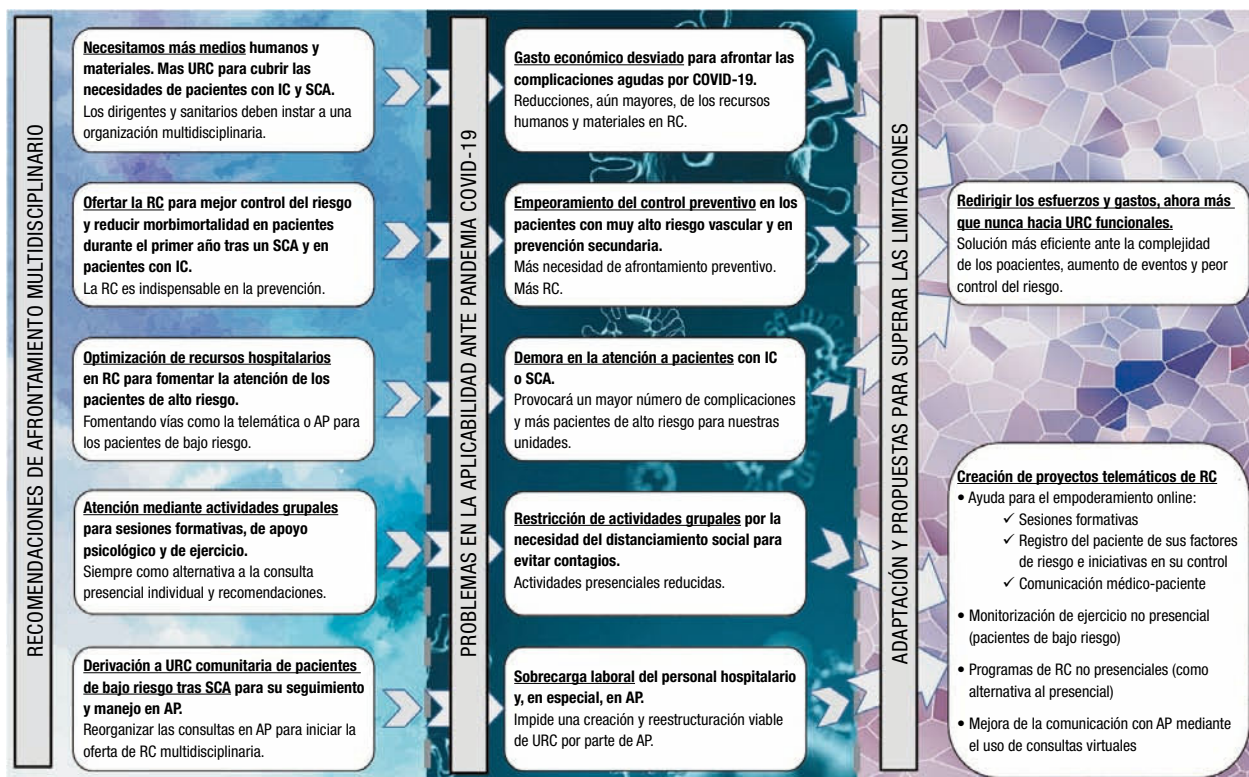 RECOMENDACIONES DE AFRONTAMIENTO MULTIDISCIPLINARIO
Necesitamos más medios humanos y
materiales. Mas URC para cubrir las
necesidades de pacientes con IC y SCA.
Los dirigentes y sanitarios deben instar a una
organización multidisciplinaria.
Ofertar la RC para mejor control del riesgo
y reducir morbimortalidad en pacientes
durante el primer año tras un SCA y en
pacientes con IC.
La RC es indispensable en la prevención.
Optimización de recursos hospitalarios
en RC para fomentar la atención de los
pacientes de alto riesgo.
Fomentando vías como la telemática o AP para
los pacientes de bajo riesgo.
Atención mediante actividades grupales
para sesiones formativas, de apoyo
psicológico y de ejercicio.
Siempre como alternativa a la consulta
presencial individual y recomendaciones.
Derivación a URC comunitaria de pacientes
de bajo riesgo tras SCA para su seguimiento
y manejo en AP.
Reorganizar las consultas en AP para iniciar la
oferta de RC multidisciplinaria.
PROBLEMAS EN LA APLICABILIDAD ANTE PANDEMIA COVID-19
Gasto económico desviado para afrontar las
complicaciones agudas por COVID-19.
Reducciones, aún mayores, de los recursos
humanos y materiales en RC.
Empeoramiento del control preventivo en los
pacientes con muy alto riesgo vascular y en
prevención secundaria.
Más necesidad de afrontamiento preventivo.
Más RC.
Demora en la atención a pacientes con IC
o SCA.
Provocará un mayor número de complicaciones
y más pacientes de alto riesgo para nuestras
unidades.
Restricción de actividades grupales por la
necesidad del distanciamiento social para
evitar contagios.
Actividades presenciales reducidas.
Sobrecarga laboral del personal hospitalario
y, en especial, en AP.
Impide una creación y reestructuración viable
de URC por parte de AP.
ADAPTACIÓN Y PROPUESTAS PARA SUPERAR LAS LIMITACIONES
Redirigir los esfuerzos y gastos, ahora más
que nunca hacia URC funcionales.
Solución más eficiente ante la complejidad
de los poacientes, aumento de eventos y peor
control del riesgo.
Creación de proyectos telemáticos de RC
• Ayuda para el empoderamiento online:
✓ Sesiones formativas
✓ Registro del paciente de sus factores
de riesgo e iniciativas en su control
✓ Comunicación médico-paciente
• Monitorización de ejercicio no presencial
(pacientes de bajo riesgo)
• Programas de RC no presenciales (como
alternativa al presencial)
• Mejora de la comunicación con AP mediante
el uso de consultas virtuales